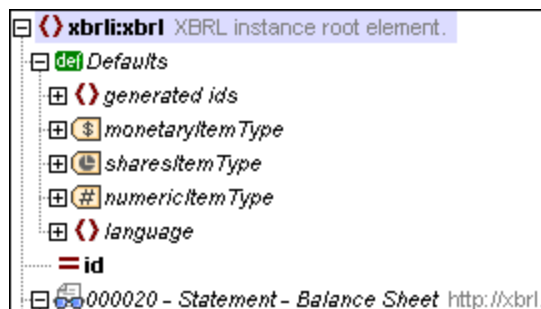 xbrli:xbrl XBRL instance root element.
def Defaults
generated ids
$ monetaryItemType
sharesItemType
# numericItemType
language
id
000020 - Statement - Balance Sheet http://xbrl.